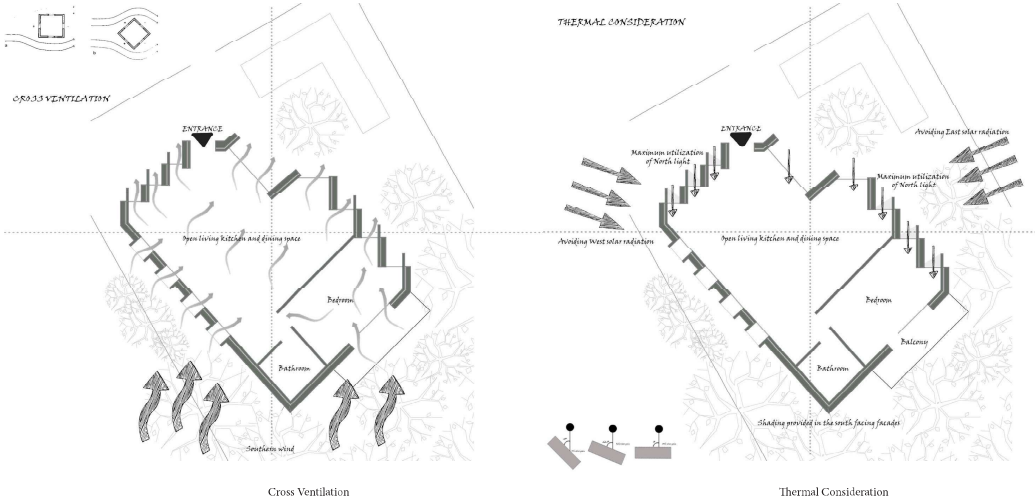 THERMAL CONSIDERATION
a
b
CROSS VENTILATION
ENTRANCE
Open living kitchen and dining space
Bedroom
Bathroom
Southern wind
Cross Ventilation
ENTRANCE
Avoiding East solar radiation
Maximum utilization
of North light
Maximum utilization
of North light
Avoiding West solar radiation
Open living kitchen and dining space
Bedroom
Balcony
Bathroom
Shading provided in the south facing facades
Thermal Consideration